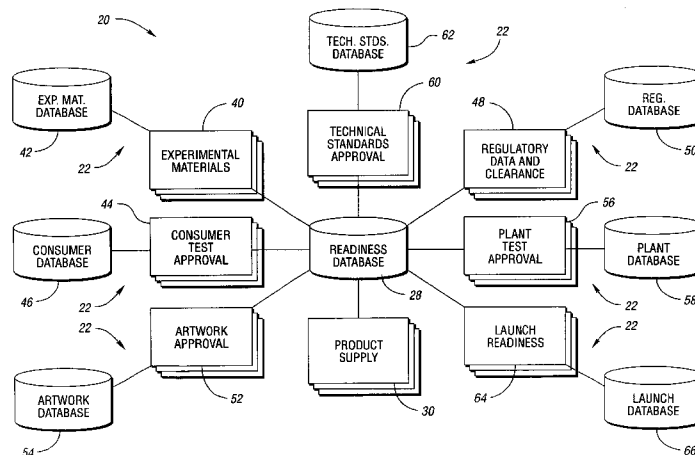 20
TECH. STDS.
DATABASE
62
22
EXP. MAT.
DATABASE
42
22
40
EXPERIMENTAL
MATERIALS
60
TECHNICAL
STANDARDS
APPROVAL
48
REGULATORY
DATA AND
CLEARANCE
REG.
DATABASE
50
22
44
CONSUMER
DATABASE
46
CONSUMER
TEST
APPROVAL
READINESS
DATABASE
28
56
PLANT
TEST
APPROVAL
PLANT
DATABASE
58
22
22
22
22
ARTWORK
APPROVAL
52
PRODUCT
SUPPLY
30
LAUNCH
READINESS
64
ARTWORK
DATABASE
54
LAUNCH
DATABASE
66